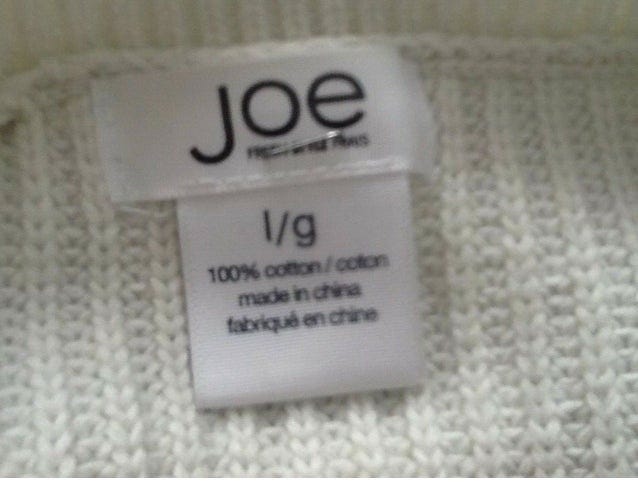 Joe
l/g
100% cotton / coton
made in china
fabriqué en chine